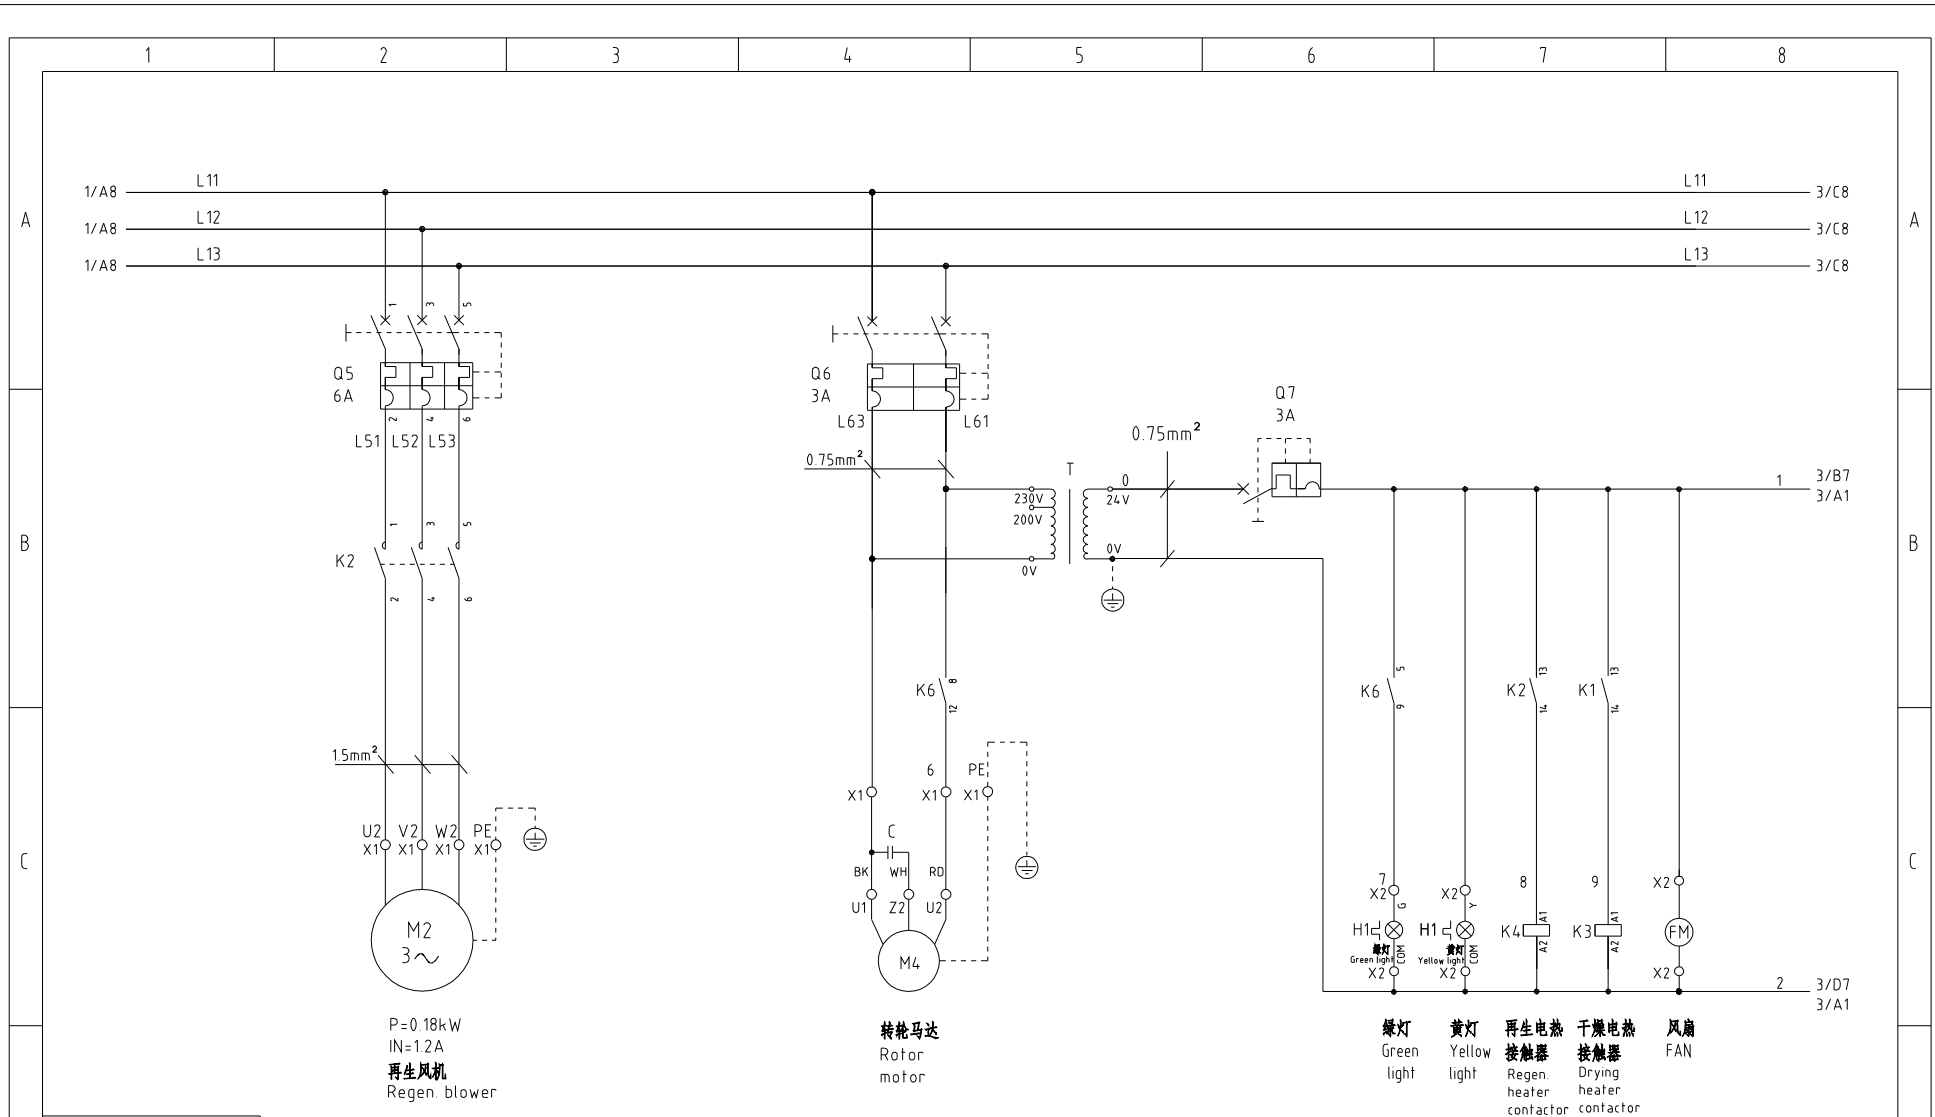 1 2 3 4 5 6 7 8
A A
B B
C C
1/A8 L11 L11 3/C8
1/A8 L12 L12 3/C8
1/A8 L13 L13 3/C8
1 3 5
Q5
6A
2 4 6
L51 L52 L53
Q6
3A
L63 L61
0.75mm²
0.75mm²
Q7
3A
T
230V
200V
0V
0
24V
0V
1 3/B7
3/A1
K2
1 3 5
2 4 6
K6 8
12
K6 5
9
K2 13
14
K1 13
14
1.5mm²
U2 V2 W2 PE
X1 X1 X1 X1
M2
3~
P=0.18kW
IN=1.2A
再生风机
Regen. blower
6 PE
X1 X1 X1
C
BK WH RD
U1 Z2 U2
M4
转轮马达
Rotor
motor
7
X2
G
H1
绿灯
Green light
COM
X2
X2
Y
H1
黄灯
Yellow light
COM
X2
8
K4 A1
A2
9
K3 A1
A2
X2
FM
X2
2 3/D7
3/A1
绿灯
Green
light
黄灯
Yellow
light
再生电热
接触器
Regen.
heater
contactor
干燥电热
接触器
Drying
heater
contactor
风扇
FAN